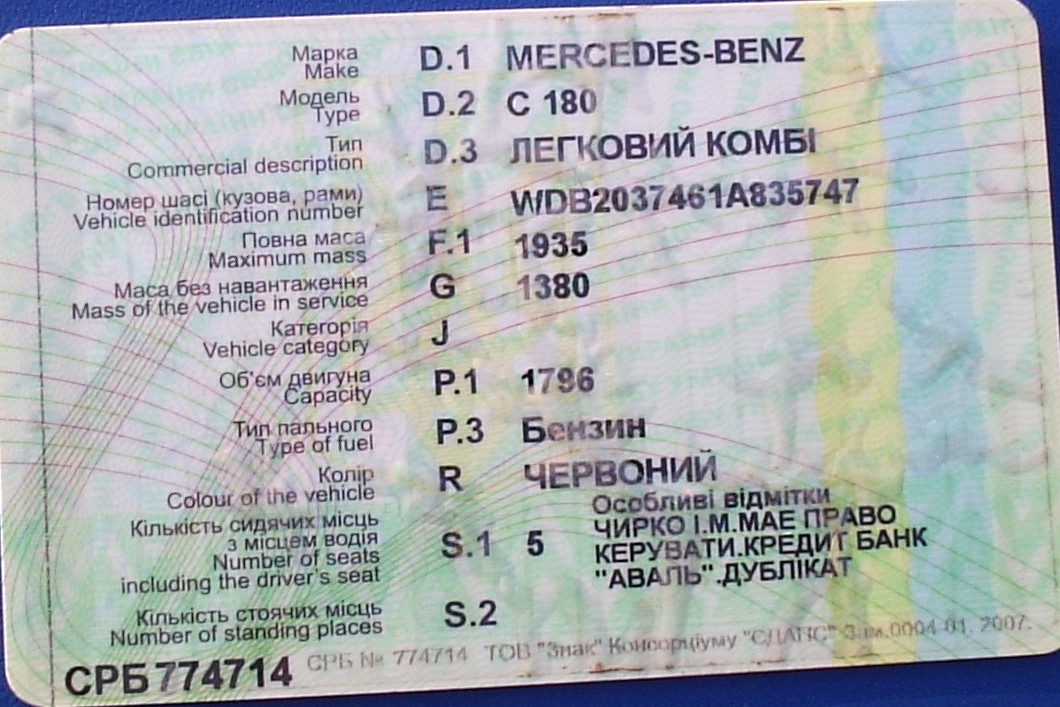 Марка D.1 MERCEDES-BENZ
Make
Модель D.2 C 180
Type
Тип D.3 ЛЕГКОВИЙ КОМБІ
Commercial description
Номер шасі (кузова, рами) E WDB2037461A835747
Vehicle identification number
Повна маса F.1 1935
Maximum mass
Маса без навантаження G 1380
Mass of the vehicle in service
Категорія J
Vehicle category
Об'єм двигуна P.1 1796
Capacity
Тип пального P.3 Бензин
Type of fuel
Колір R ЧЕРВОНИЙ
Colour of the vehicle
Кількість сидячих місць
з місцем водія
Number of seats S.1 5
including the driver's seat
Особливі відмітки
ЧИРКО І.М.МАЕ ПРАВО
КЕРУВАТИ.КРЕДИТ БАНК
"АВАЛЬ".ДУБЛІКАТ
Кількість стоячих місць S.2
Number of standing places
СРБ 774714 СРБ № 774714 ТОВ "Знак" Консорціуму "ЄДАПС" Зам.0004-01. 2007.